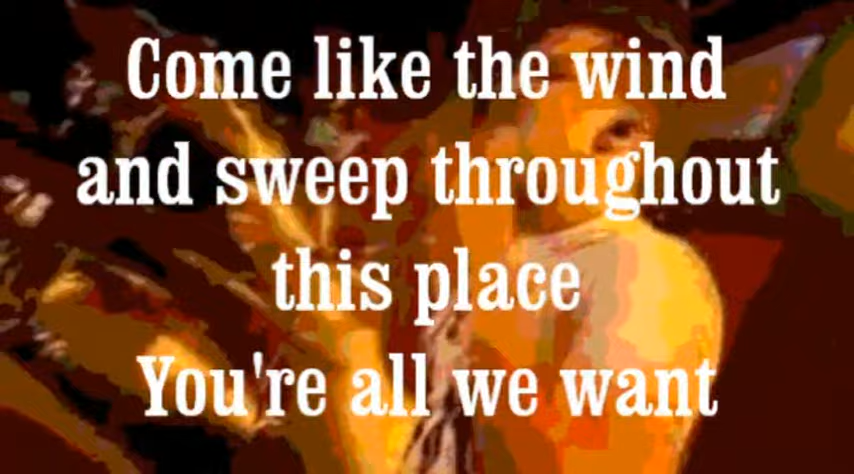 Come like the wind
and sweep throughout
this place
You're all we want